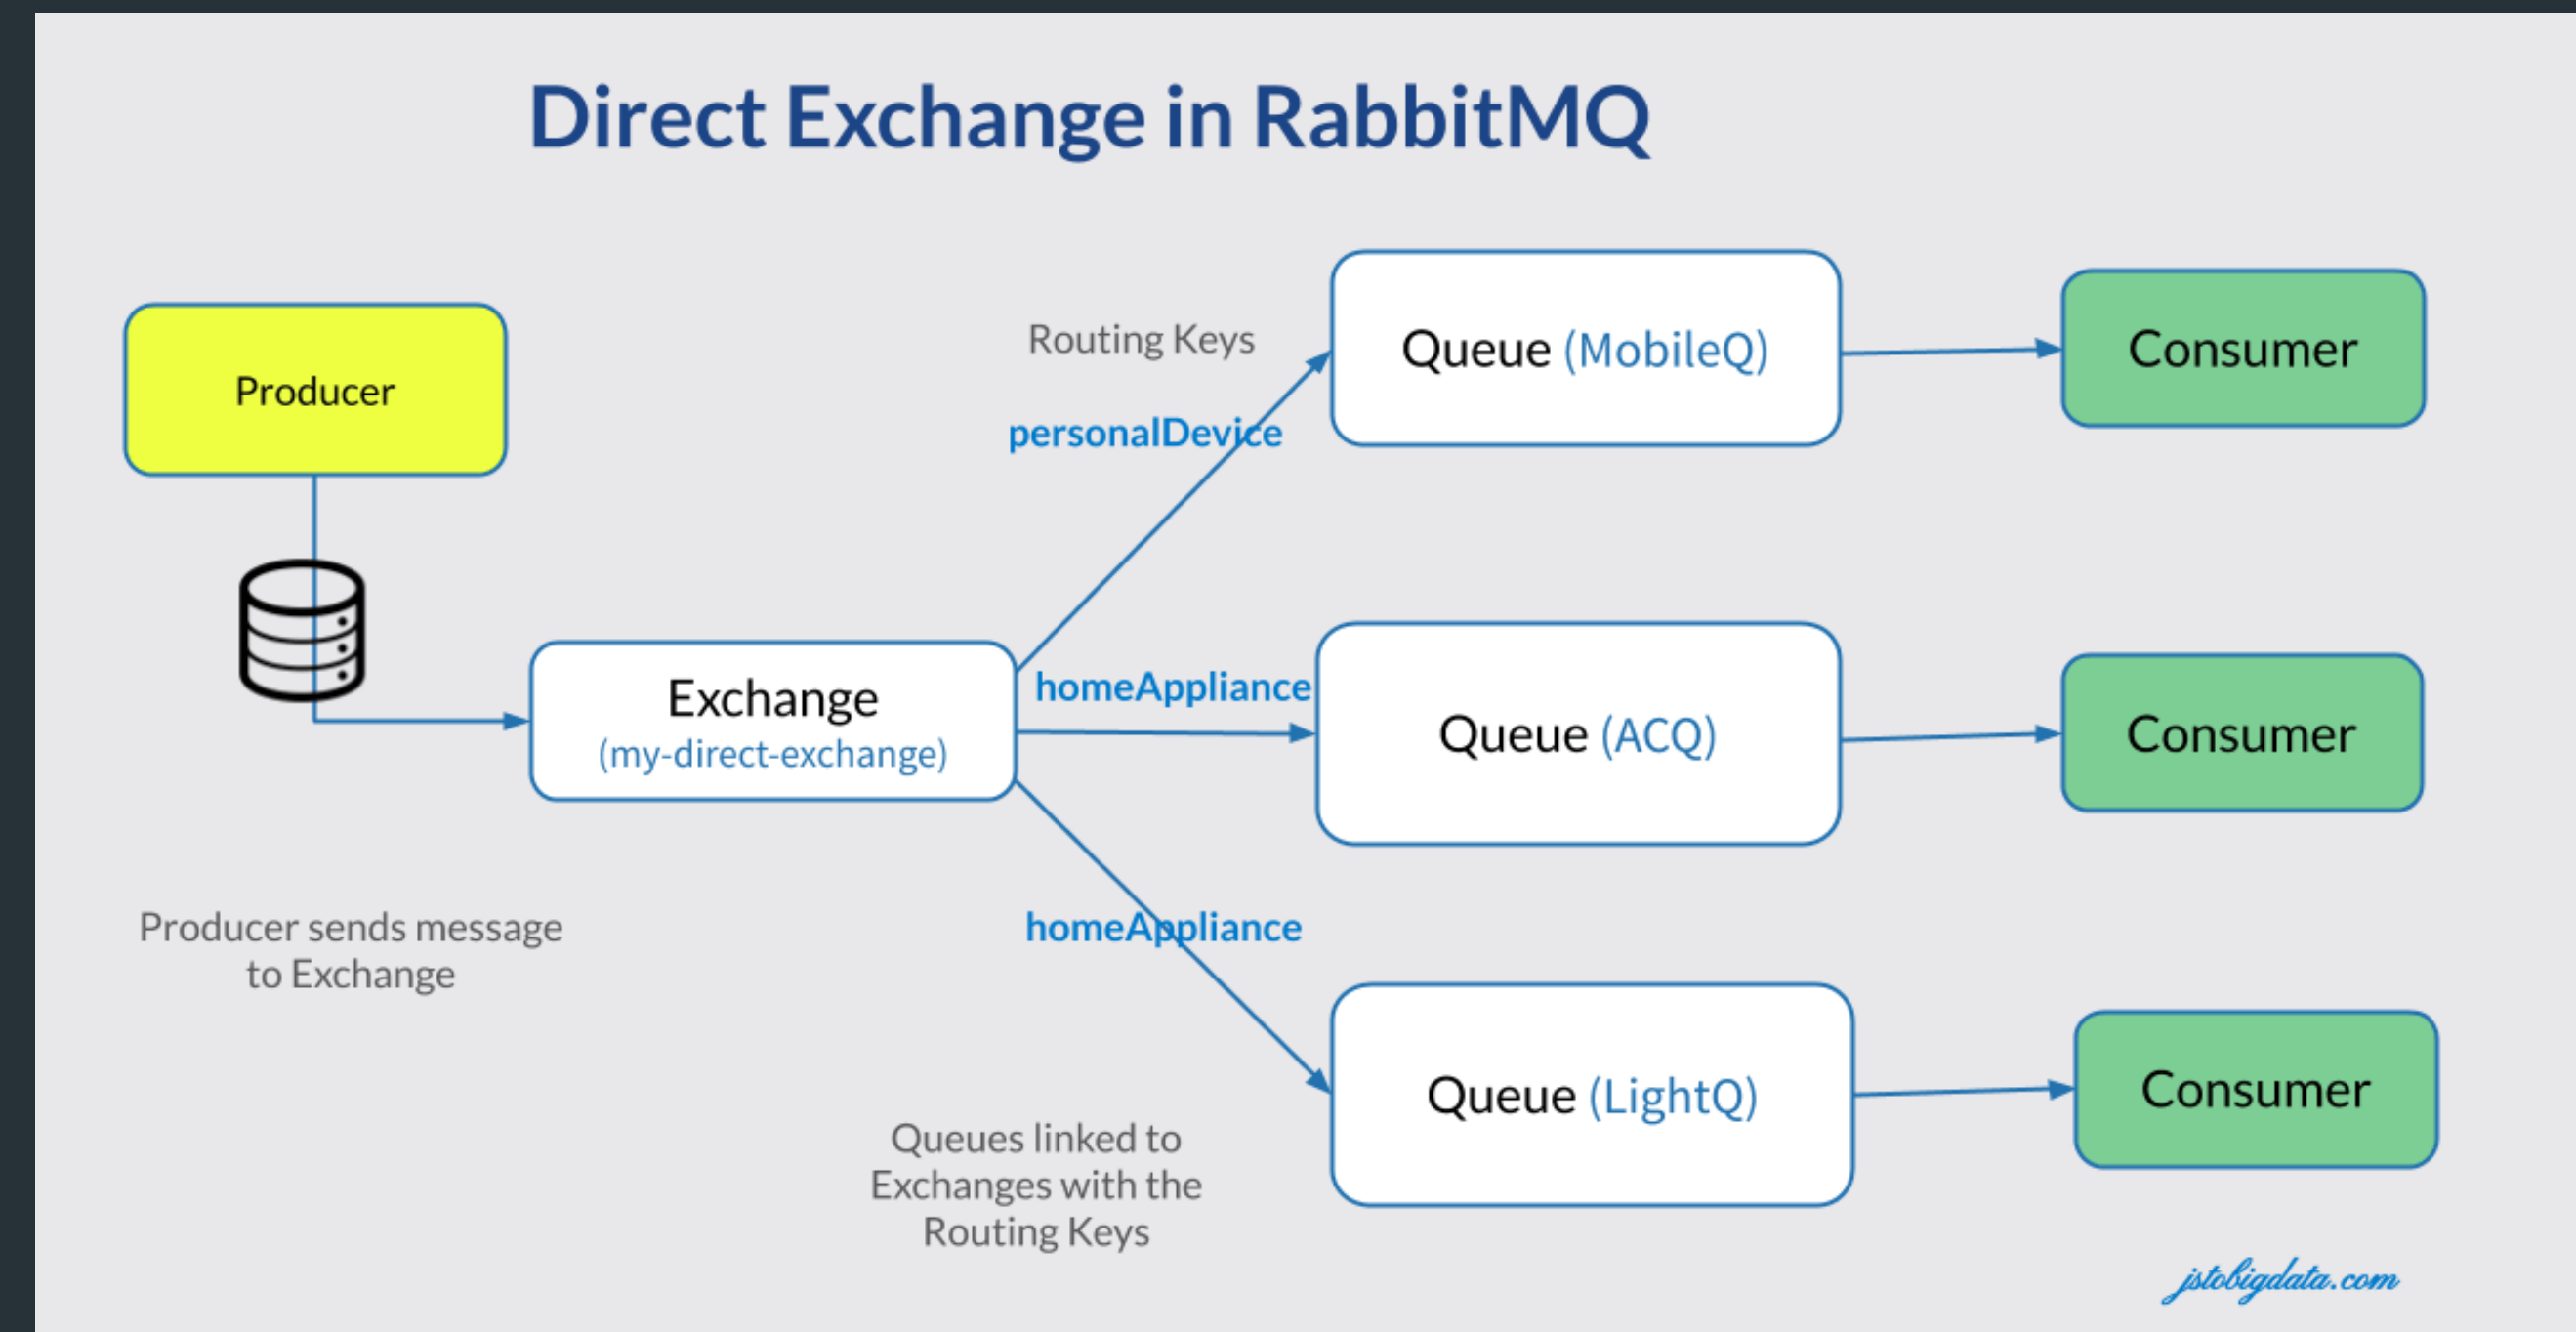 Direct Exchange in RabbitMQ
Producer
Routing Keys
personalDevice
Queue (MobileQ)
Consumer
Exchange
(my-direct-exchange)
homeAppliance
Queue (ACQ)
Consumer
Producer sends message
to Exchange
homeAppliance
Queue (LightQ)
Consumer
Queues linked to
Exchanges with the
Routing Keys
jstobigdata.com